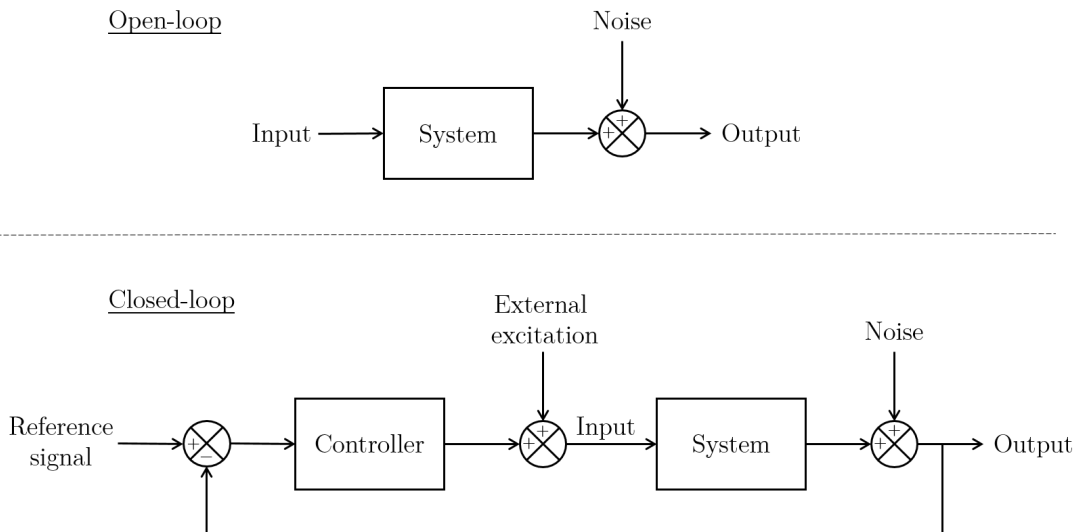 Open-loop
Noise
+
Input
System
+
Output
Closed-loop
External
excitation
Noise
Reference
signal
+
−
Controller
+
+
Input
System
+
+
Output